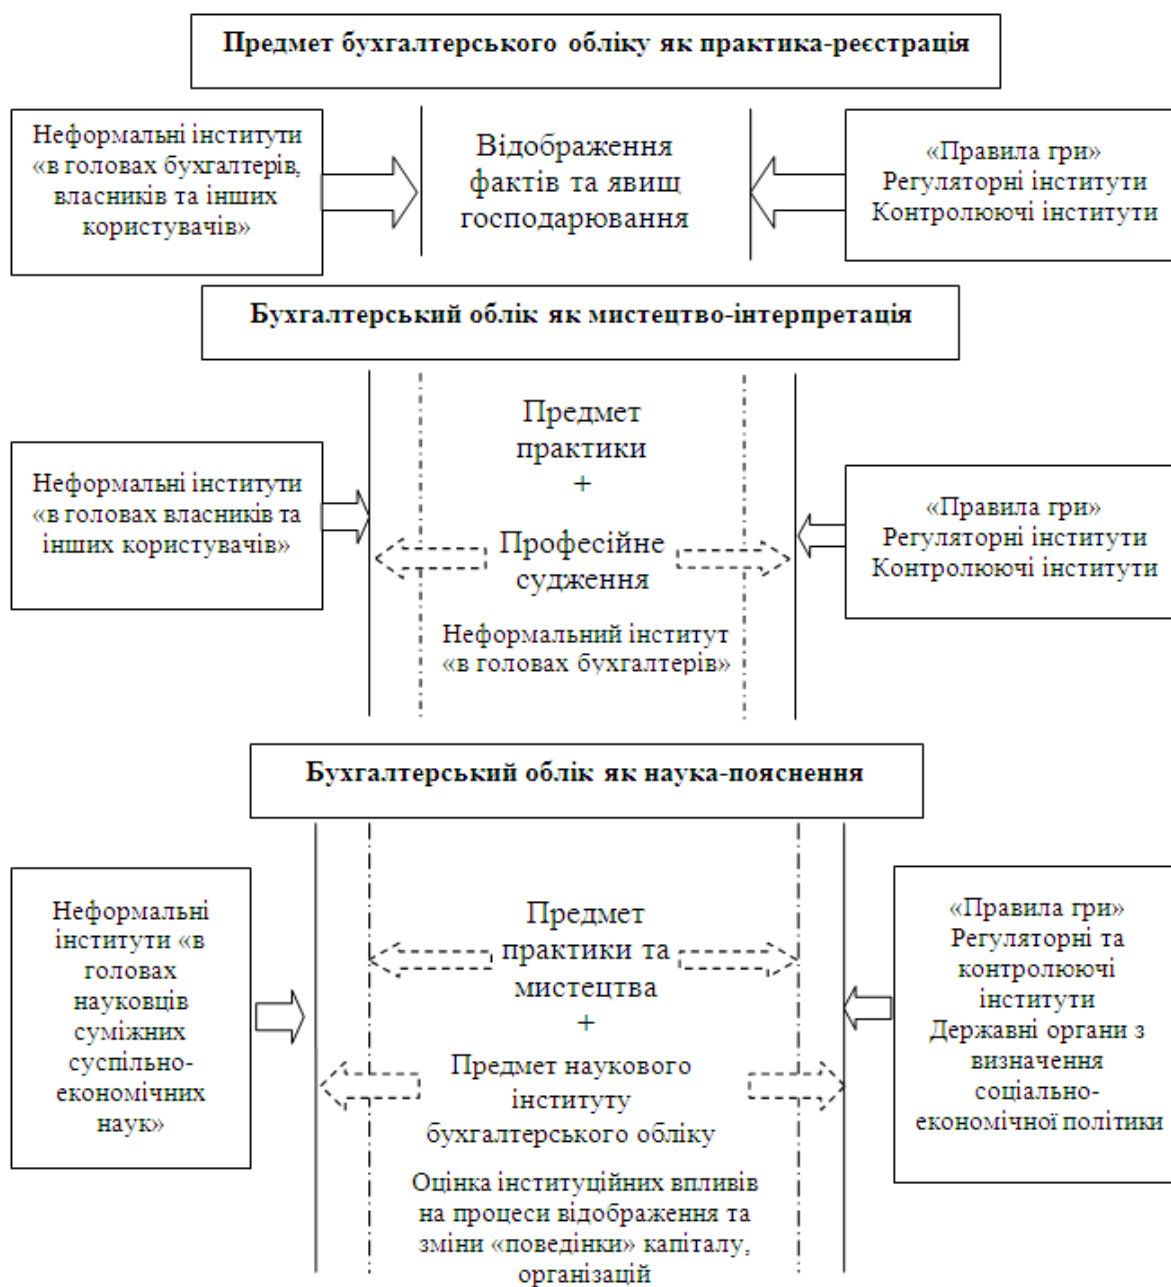 Предмет бухгалтерського обліку як практика-реєстрація
Неформальні інститути
«в головах бухгалтерів,
власників та інших
користувачів»
Відображення
фактів та явищ
господарювання
«Правила гри»
Регуляторні інститути
Контролюючі інститути
Бухгалтерський облік як мистецтво-інтерпретація
Неформальні інститути
«в головах власників та
інших користувачів»
Предмет
практики
+
Професійне
судження
Неформальний інститут
«в головах бухгалтерів»
«Правила гри»
Регуляторні інститути
Контролюючі інститути
Бухгалтерський облік як наука-пояснення
Неформальні
інститути «в
головах
науковців
суміжних
суспільно-
економічних
наук»
Предмет
практики та
мистецтва
+
Предмет наукового
інституту
бухгалтерського обліку
Оцінка інституційних впливів
на процеси відображення та
зміни «поведінки» капіталу,
організацій
«Правила гри»
Регуляторні та
контролюючі
інститути
Державні органи з
визначення
соціально-
економічної політики